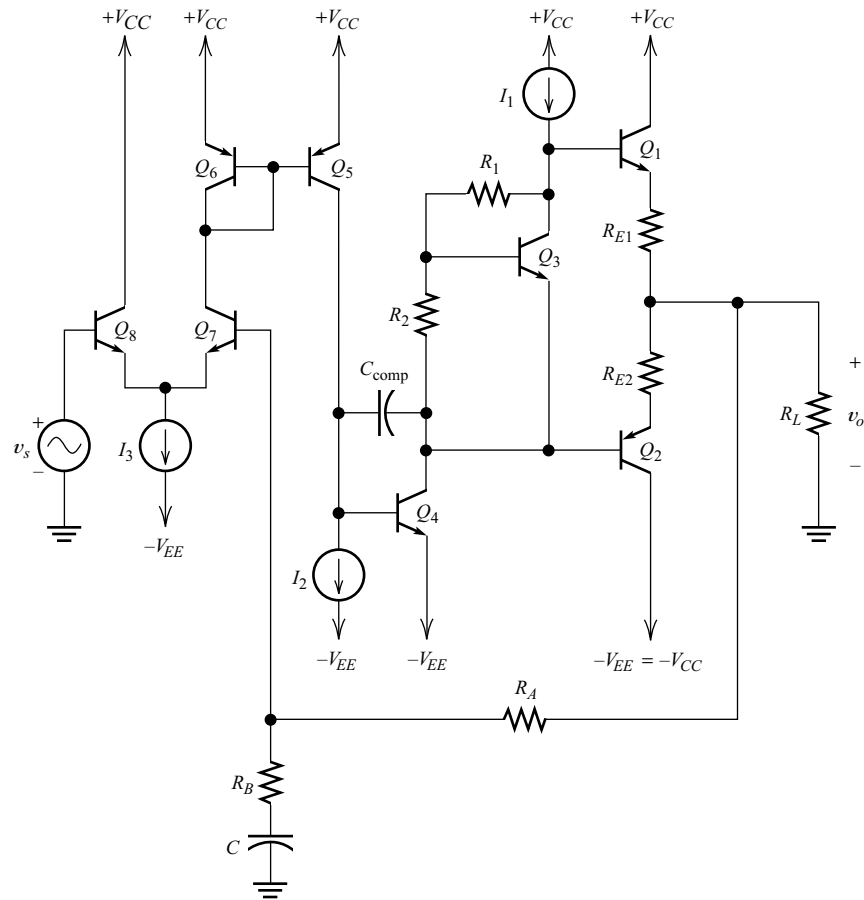 +VCC
+VCC
+VCC
+VCC
+VCC
I1
Q1
R1
Q6
Q5
RE1
Q3
Q8
Q7
R2
Ccomp
RE2
+
vs
–
I3
RL
+
vo
–
Q2
Q4
–VEE
I2
–VEE
–VEE
–VEE = –VCC
RA
RB
C